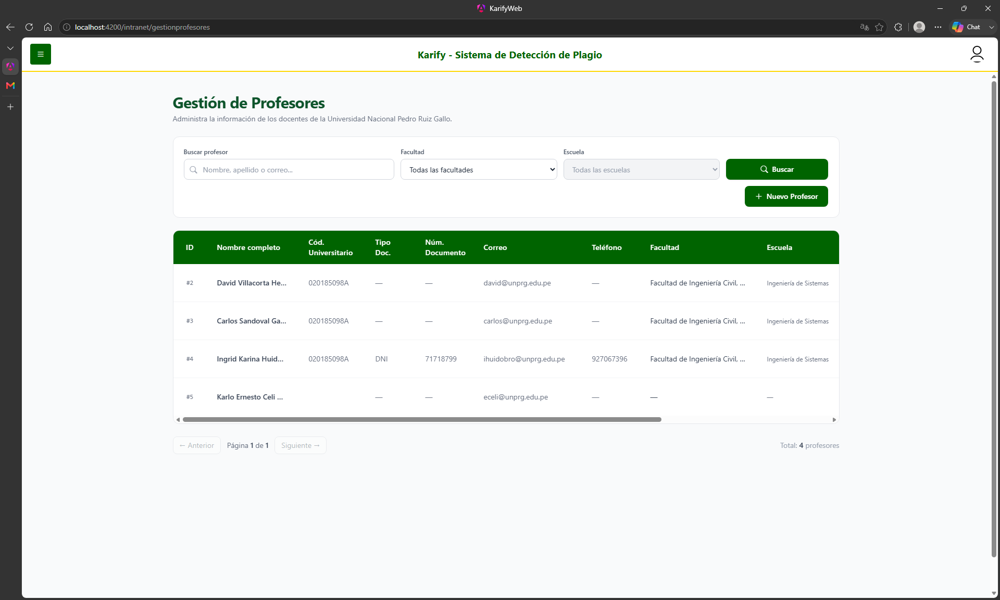 KarifyWeb
localhost:4200/intranet/gestionprofesores
Chat
Karify - Sistema de Detección de Plagio
Gestión de Profesores
Administra la información de los docentes de la Universidad Nacional Pedro Ruiz Gallo.
Buscar profesor Facultad Escuela
Nombre, apellido o correo... Todas las facultades Todas las escuelas Buscar
+ Nuevo Profesor
ID Nombre completo Cód. Universitario Tipo Doc. Núm. Documento Correo Teléfono Facultad Escuela
#2 David Villacorta He... 020185098A — — david@unprg.edu.pe — Facultad de Ingeniería Civil, ... Ingeniería de Sistemas
#3 Carlos Sandoval Ga... 020185098A — — carlos@unprg.edu.pe — Facultad de Ingeniería Civil, ... Ingeniería de Sistemas
#4 Ingrid Karina Huid... 020185098A DNI 71718799 ihuidobro@unprg.edu.pe 927067396 Facultad de Ingeniería Civil, ... Ingeniería de Sistemas
#5 Karlo Ernesto Celi ... — — eceli@unprg.edu.pe — — —
← Anterior Página 1 de 1 Siguiente → Total: 4 profesores